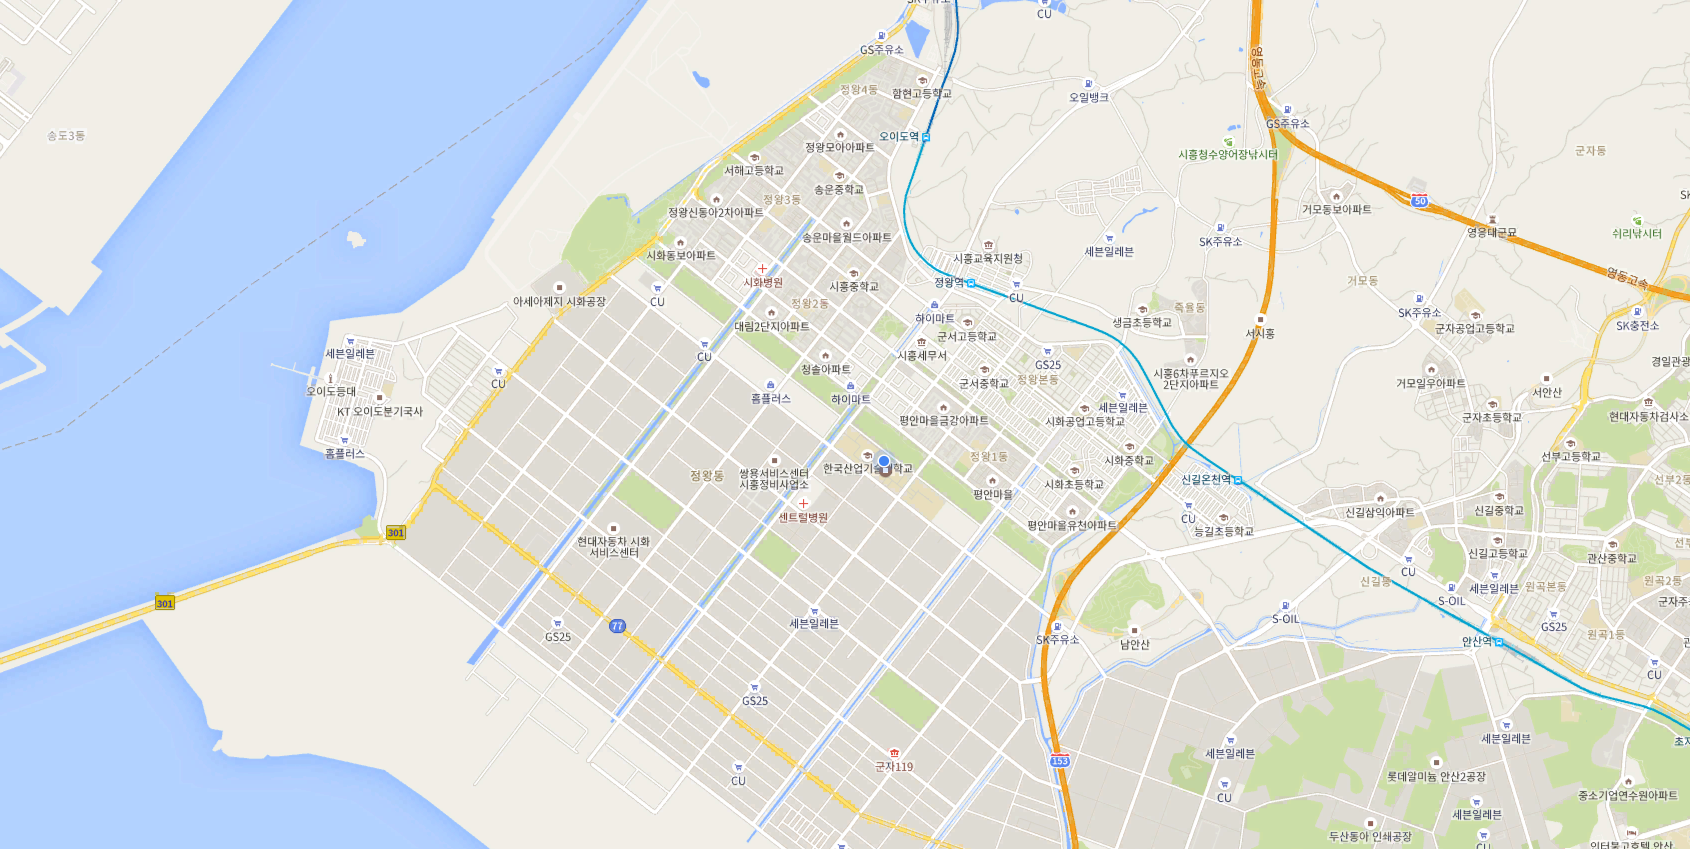 SK주유소
CU
GS주유소
정왕4동
함현고등학교
오일뱅크
영동고속
GS주유소
송도3동
오이도역
정왕모아아파트
서해고등학교
시흥청수양어장낚시터
군자동
송운중학교
정왕3동
50
거모동보아파트
정왕신동아2차아파트
송운마을월드아파트
SK주유소
영응대군묘
쉬리낚시터
시화동보아파트
시흥교육지원청
세븐일레븐
시화병원
시흥중학교
정왕역
거모동
영동고속
아세아제지 시화공장
CU
정왕2동
CU
죽율동
SK주유소
대림2단지아파트
하이마트
생금초등학교
서시흥
군자공업고등학교
SK충전소
군서고등학교
세븐일레븐
CU
시흥세무서
GS25
경일관광
CU
청솔아파트
시흥6차푸르지오
2단지아파트
거모일우아파트
서안산
오이도등대
군서중학교
정왕본동
KT 오이도분기국사
홈플러스
하이마트
세븐일레븐
평안마을금강아파트
시화공업고등학교
군자초등학교
현대자동차검사소
홈플러스
정왕1동
시화중학교
선부고등학교
정왕동
쌍용서비스센터
시흥정비사업소
한국산업기술대학교
시화초등학교
신길온천역
선부2동
평안마을
센트럴병원
평안마을유천아파트
CU
능길초등학교
신길삼익아파트
신길중학교
301
현대자동차 시화
서비스센터
신길고등학교
관산중학교
CU
신길동
세븐일레븐
원곡본동
원곡2동
301
S-OIL
77
GS25
세븐일레븐
SK주유소
남안산
S-OIL
안산역
GS25
원곡1동
CU
GS25
세븐일레븐
세븐일레븐
153
군자119
CU
CU
롯데알미늄 안산2공장
중소기업연수원아파트
세븐일레븐
두산동아 인쇄공장
CU